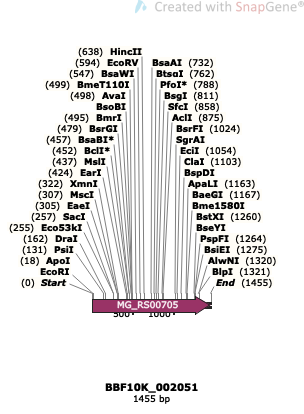 Created with SnapGene®
(638) HincII
(594) EcoRV BsaAI (732)
(547) BsaWI BtsαI (762)
(499) BmeT110I PfoI* (788)
(498) AvaI BsgI (811)
BsoBI SfcI (858)
(495) BmrI AclI (875)
(479) BsrGI BsrFI (1024)
(457) BsaBI* SgrAI
(452) BclI* EciI (1054)
(437) MslI ClaI (1103)
(424) EarI BspDI
(322) XmnI ApaLI (1163)
(307) MscI BaeGI (1167)
(305) EaeI Bme1580I
(257) SacI BstXI (1260)
(255) Eco53kI BseYI
(162) DraI PspFI (1264)
(131) PsiI BsiEI (1275)
(18) ApoI AlwNI (1320)
EcoRI BlpI (1321)
(0) Start End (1455)
MG_RS00705
500 1000
BBF10K_002051
1455 bp